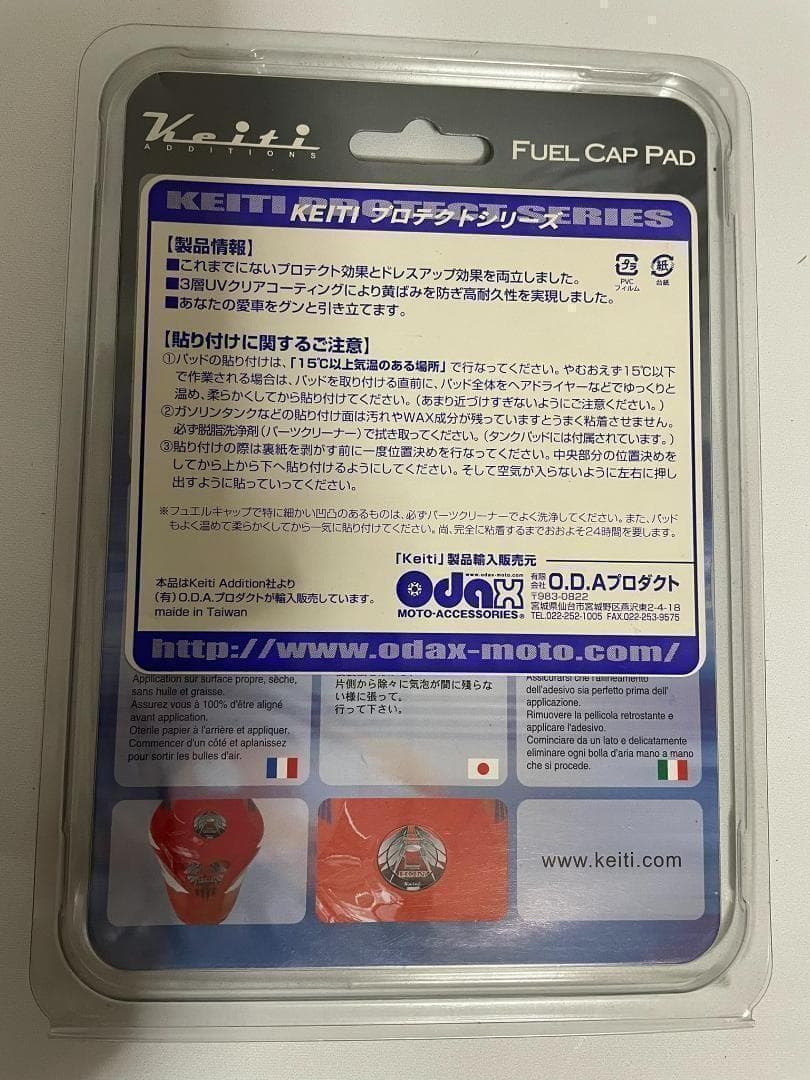 Keiti
ADDITIONS
FUEL CAP PAD
KEITI PROTECT SERIES
KEITI プロテクトシリーズ
【製品情報】
■これまでにないプロテクト効果とドレスアップ効果を両立しました。
■3層UVクリアコーティングにより黄ばみを防ぎ高耐久性を実現しました。
■あなたの愛車をグンと引き立てます。
プラ
PVC
フィルム
紙
台紙
【貼り付けに関するご注意】
①パッドの貼り付けは、「15℃以上気温のある場所」で行なってください。やむおえず15℃以下
で作業される場合は、パッドを取り付ける直前に、パッド全体をヘアドライヤーなどでゆっくりと
温め、柔らかくしてから貼り付けてください。(あまり近づけすぎないようにご注意ください。)
②ガソリンタンクなどの貼り付け面は汚れやWAX成分が残っていますとうまく粘着させません。
必ず脱脂洗浄剤(パーツクリーナー)で拭き取ってください。(タンクパッドには付属されています。)
③貼り付けの際は裏紙を剥がす前に一度位置決めを行なってください。中央部分の位置決めを
してから上から下へ貼り付けるようにしてください。そして空気が入らないように左右に押し
出すように貼っていってください。
※フュエルキャップで特に細かい凹凸のあるものは、必ずパーツクリーナーでよく洗浄してください。また、パッド
もよく温めて柔らかくしてから一気に貼り付けてください。尚、完全に粘着するまでおおよそ24時間を要します。
「Keiti」製品輸入販売元
本品はKeiti Addition社より
(有)O.D.A.プロダクトが輸入販売しています。
made in Taiwan
www.odax-moto.com
odax
MOTO-ACCESSORIES®
有限会社 O.D.Aプロダクト
〒983-0822
宮城県仙台市宮城野区燕沢東2-4-18
TEL.022-252-1005 FAX.022-253-9575
http://www.odax-moto.com/
Application sur surface propre, sèche,
sans huile et graisse.
Assurez vous à 100% d'être aligné
avant application.
Oterile papier à l'arrière et appliquer.
Commencer d'un côté et aplanissez
pour sortir les bulles d'air.
片側から除々に気泡が間に残らな
い様に張って。
行って下さい。
Assicurarsi che l'allineamento
dell'adesivo sia perfetto prima dell'
applicazione.
Rimuovere la pellicola retrostante e
applicare l'adesivo.
Cominciare da un lato e delicatamente
eliminare ogni bolla d'aria mano a mano
che si procede.
Keiti
www.keiti.com